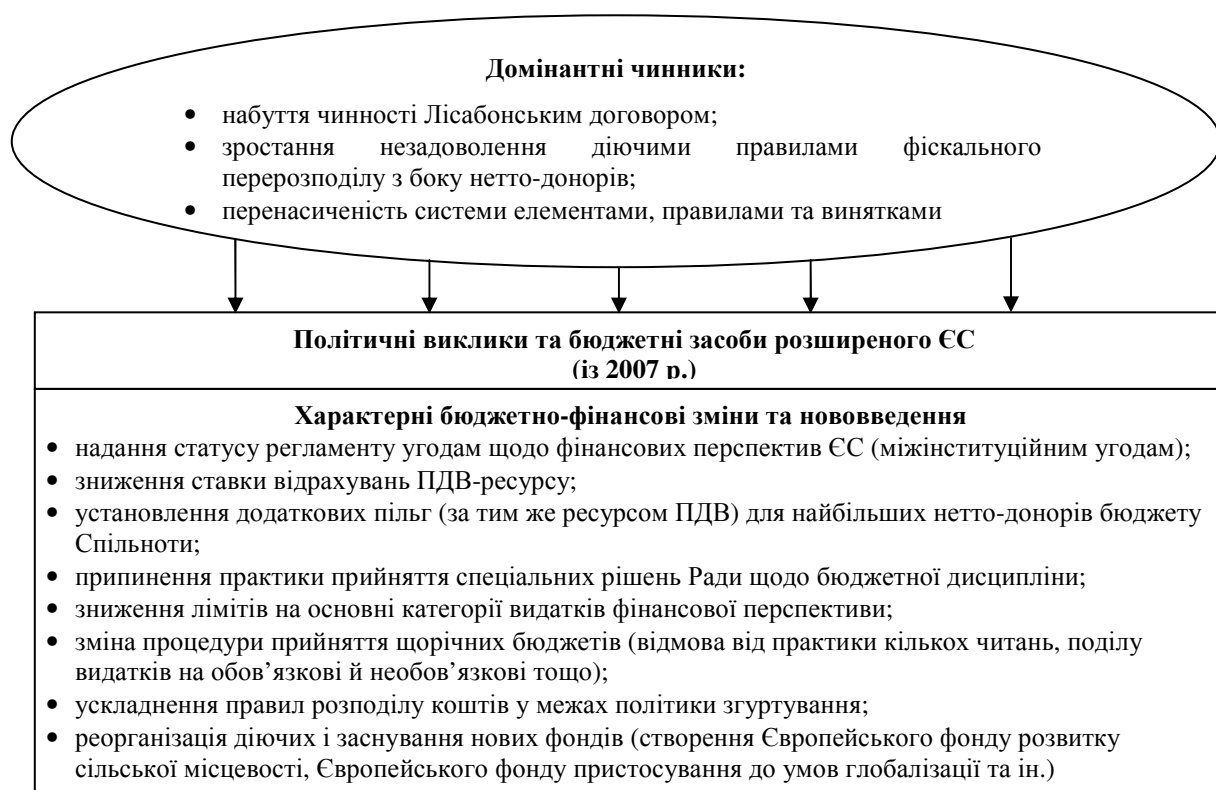 Домінантні чинники:
• набуття чинності Лісабонським договором;
• зростання незадоволення діючими правилами фіскального
перерозподілу з боку нетто-донорів;
• перенасиченість системи елементами, правилами та винятками
Політичні виклики та бюджетні засоби розширеного ЄС
(із 2007 р.)
Характерні бюджетно-фінансові зміни та нововведення
• надання статусу регламенту угодам щодо фінансових перспектив ЄС (міжінституційним угодам);
• зниження ставки відрахувань ПДВ-ресурсу;
• установлення додаткових пільг (за тим же ресурсом ПДВ) для найбільших нетто-донорів бюджету
Спільноти;
• припинення практики прийняття спеціальних рішень Ради щодо бюджетної дисципліни;
• зниження лімітів на основні категорії видатків фінансової перспективи;
• зміна процедури прийняття щорічних бюджетів (відмова від практики кількох читань, поділу
видатків на обов’язкові й необов’язкові тощо);
• ускладнення правил розподілу коштів у межах політики згуртування;
• реорганізація діючих і заснування нових фондів (створення Європейського фонду розвитку
сільської місцевості, Європейського фонду пристосування до умов глобалізації та ін.)